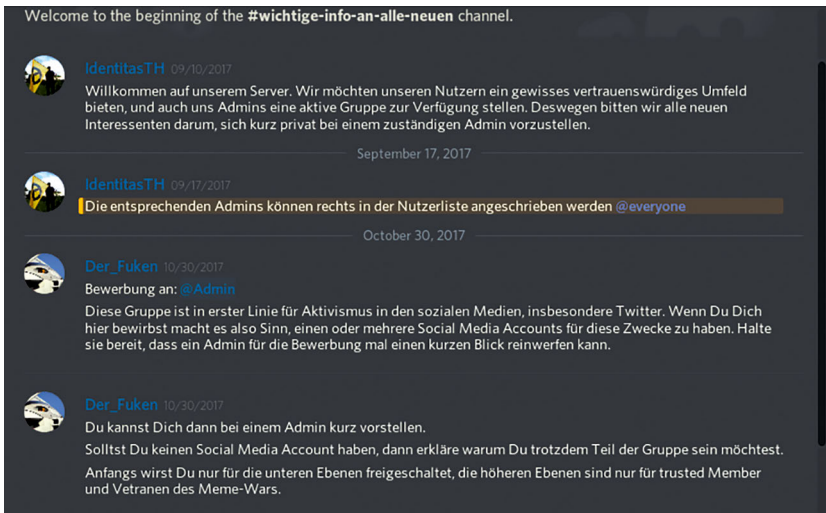 Welcome to the beginning of the #wichtige-info-an-alle-neuen channel.
IdentitasTH 09/10/2017
Willkommen auf unserem Server. Wir möchten unseren Nutzern ein gewisses vertrauenswürdiges Umfeld
bieten, und auch uns Admins eine aktive Gruppe zur Verfügung stellen. Deswegen bitten wir alle neuen
Interessenten darum, sich kurz privat bei einem zuständigen Admin vorzustellen.
September 17, 2017
IdentitasTH 09/17/2017
Die entsprechenden Admins können rechts in der Nutzerliste angeschrieben werden @everyone
October 30, 2017
Der_Fuken 10/30/2017
Bewerbung an: @Admin
Diese Gruppe ist in erster Linie für Aktivismus in den sozialen Medien, insbesondere Twitter. Wenn Du Dich
hier bewirbst macht es also Sinn, einen oder mehrere Social Media Accounts für diese Zwecke zu haben. Halte
sie bereit, dass ein Admin für die Bewerbung mal einen kurzen Blick reinwerfen kann.
Der_Fuken 10/30/2017
Du kannst Dich dann bei einem Admin kurz vorstellen.
Solltst Du keinen Social Media Account haben, dann erkläre warum Du trotzdem Teil der Gruppe sein möchtest.
Anfangs wirst Du nur für die unteren Ebenen freigeschaltet, die höheren Ebenen sind nur für trusted Member
und Vetranen des Meme-Wars.